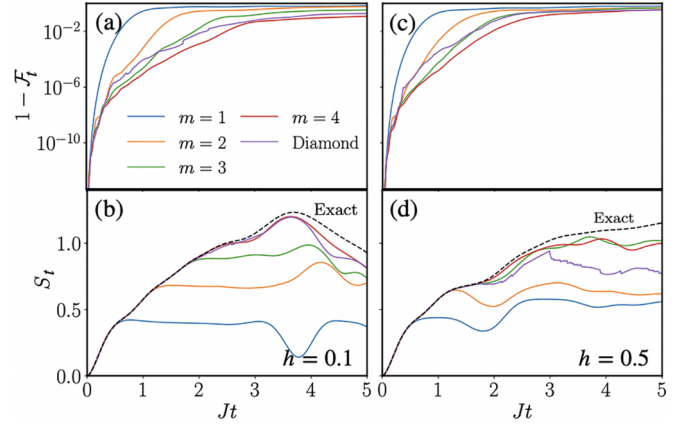 (a)
(c)
10⁻²
10⁻⁶
10⁻¹⁰
1 − ℱₜ
m = 1
m = 2
m = 3
m = 4
Diamond
(b)
Exact
(d)
Exact
1.0
0.5
0.0
Sₜ
h = 0.1
h = 0.5
0 1 2 3 4 5
0 1 2 3 4 5
Jt
Jt